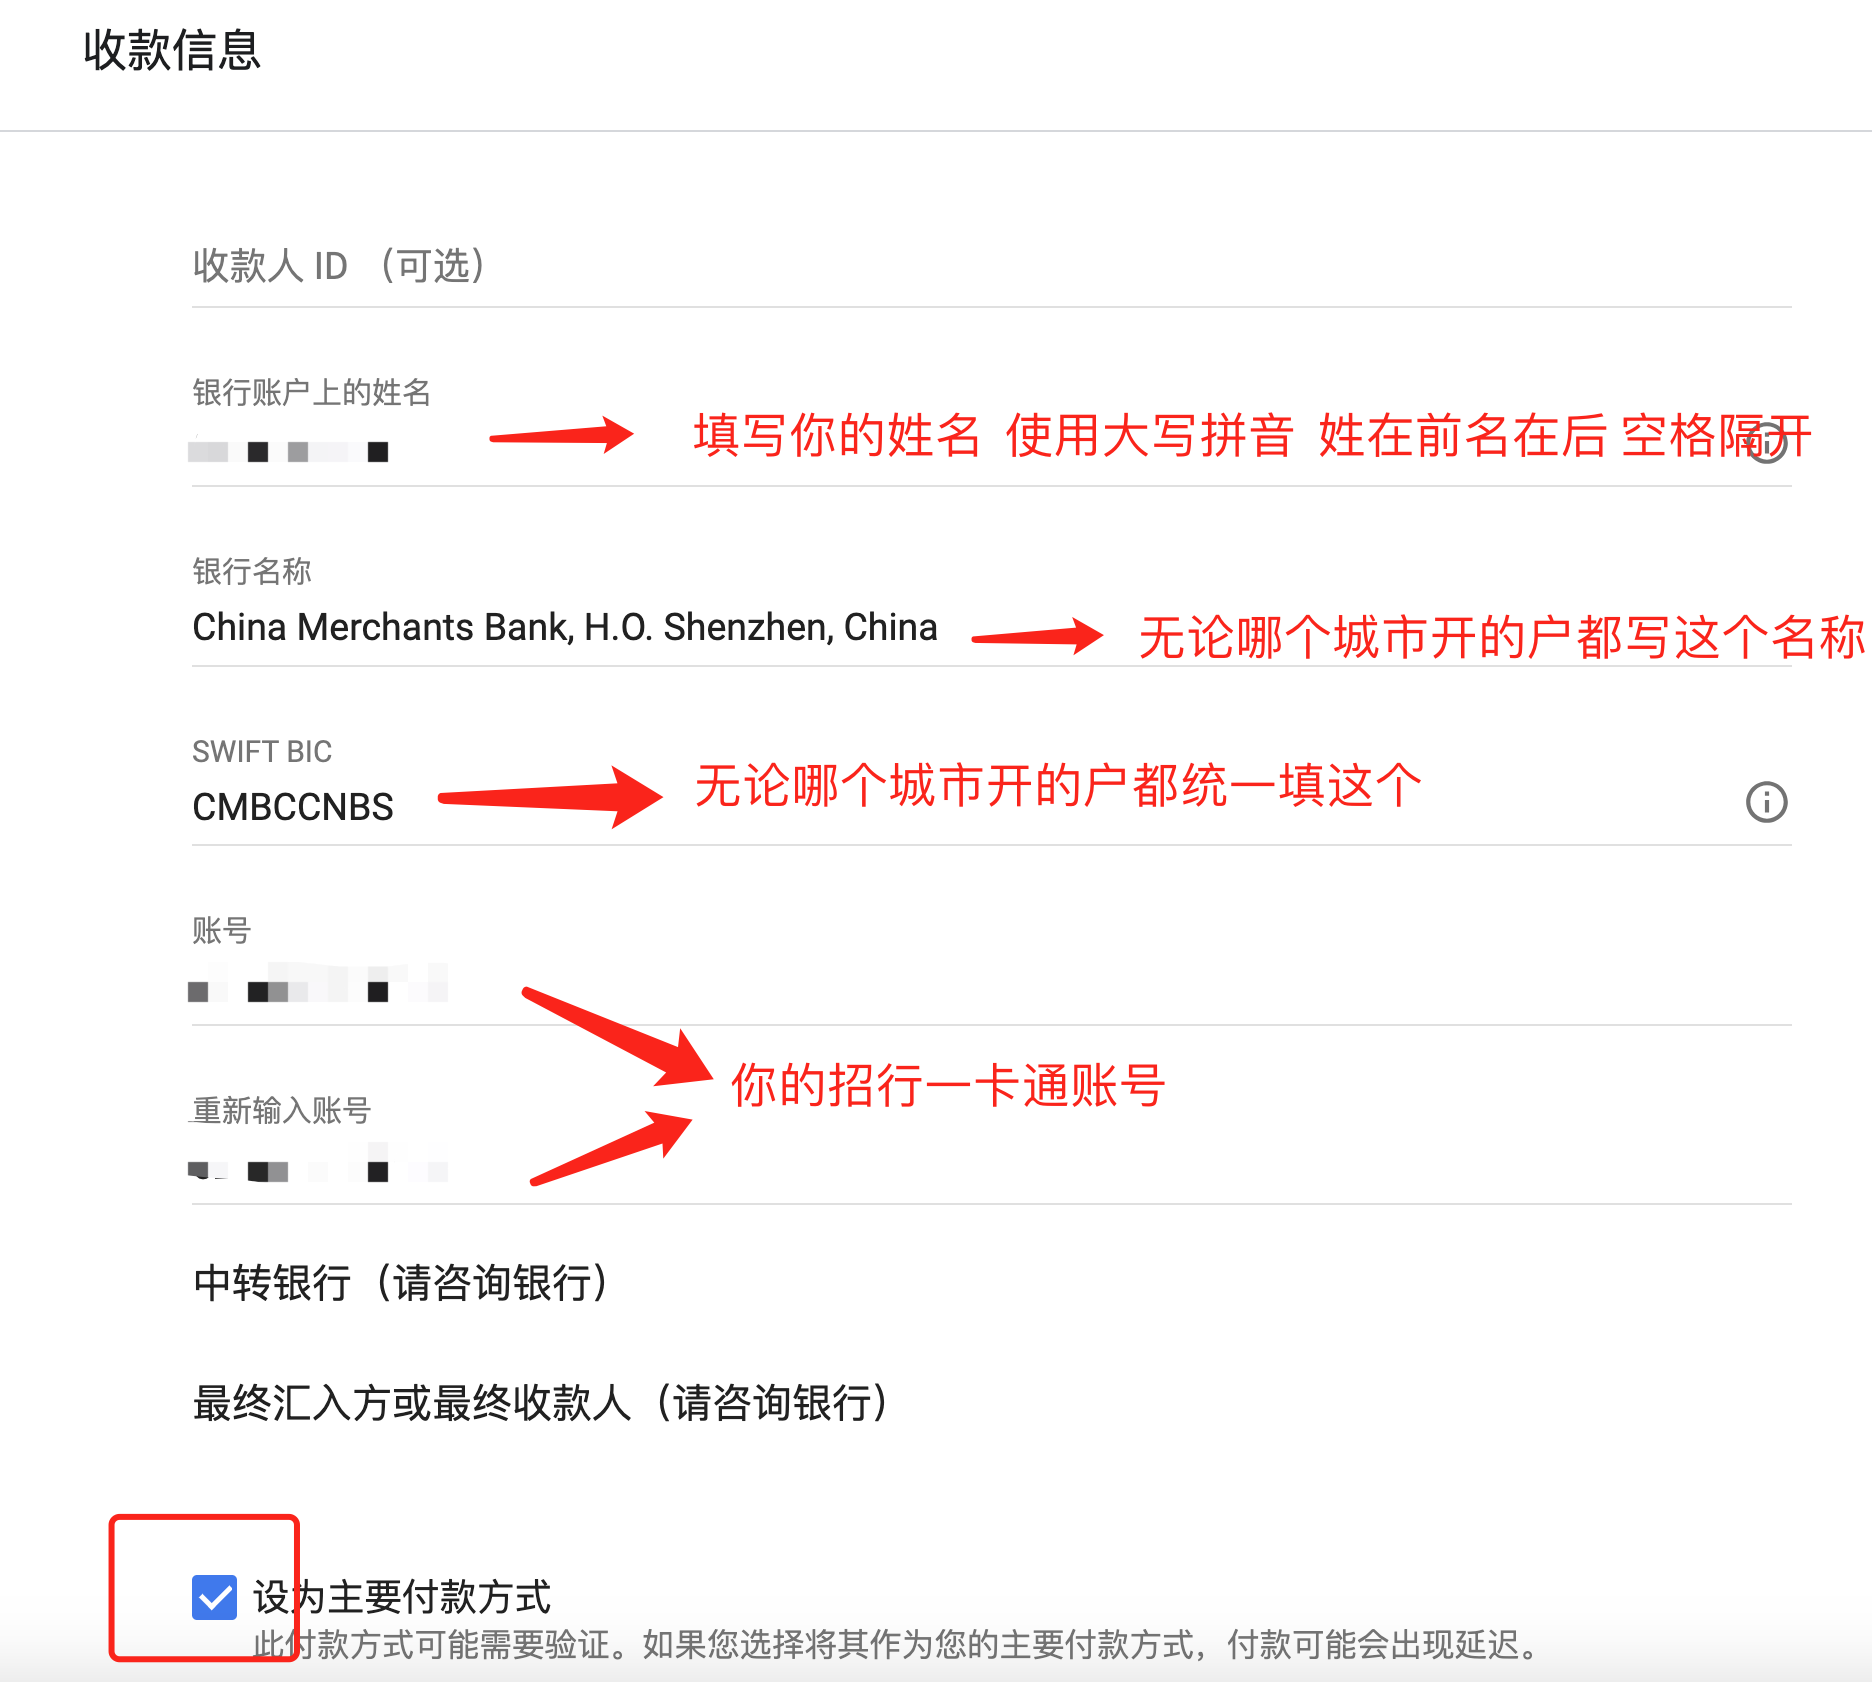 收款信息
收款人 ID （可选）
银行账户上的姓名
填写你的姓名 使用大写拼音 姓在前名在后 空格隔开
银行名称
China Merchants Bank, H.O. Shenzhen, China
无论哪个城市开的户都写这个名称
SWIFT BIC
CMBCCNBS
无论哪个城市开的户都统一填这个
账号
你的招行一卡通账号
重新输入账号
中转银行（请咨询银行）
最终汇入方或最终收款人（请咨询银行）
设为主要付款方式
此付款方式可能需要验证。如果您选择将其作为您的主要付款方式，付款可能会出现延迟。